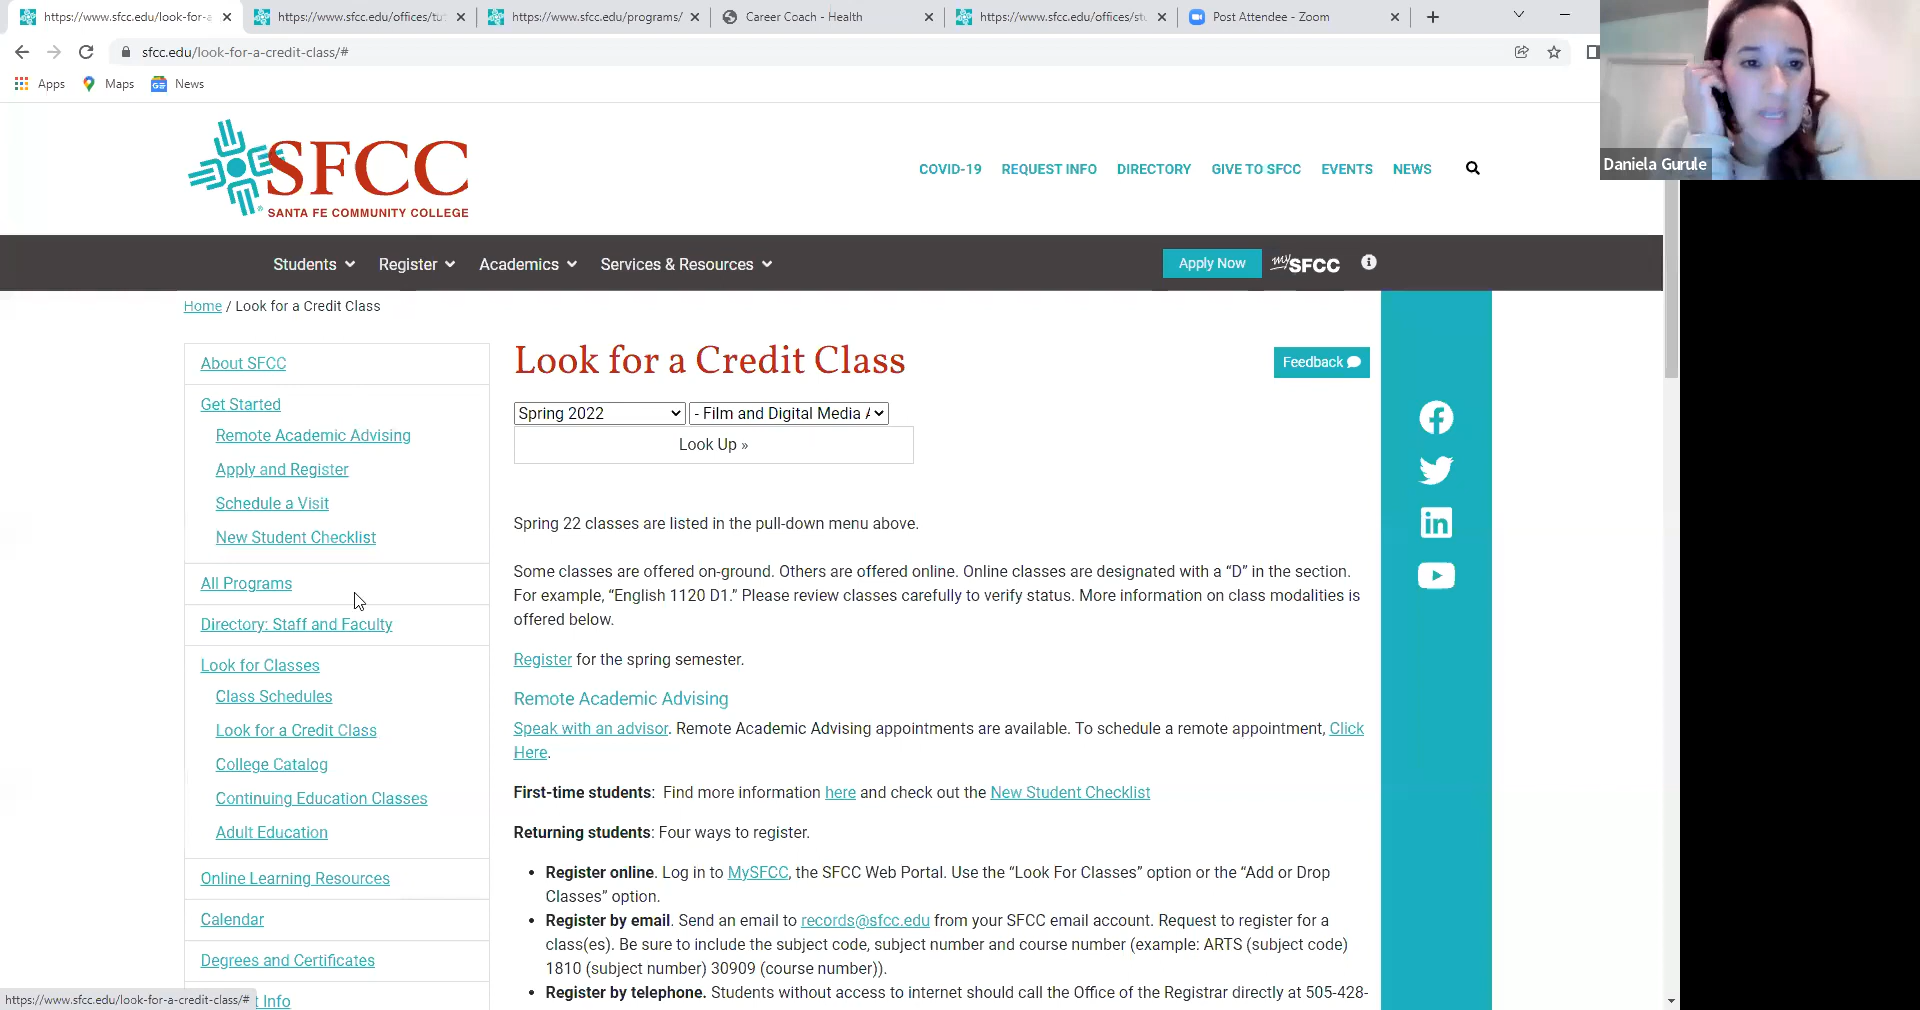 https://www.sfcc.edu/look-for-a
https://www.sfcc.edu/offices/tut
https://www.sfcc.edu/programs/
Career Coach - Health
https://www.sfcc.edu/offices/stu
Post Attendee - Zoom
sfcc.edu/look-for-a-credit-class/#
Apps
Maps
News
Daniela Gurule
SFCC
SANTA FE COMMUNITY COLLEGE
COVID-19
REQUEST INFO
DIRECTORY
GIVE TO SFCC
EVENTS
NEWS
Students
Register
Academics
Services & Resources
Apply Now
mySFCC
Home / Look for a Credit Class
About SFCC
Get Started
Remote Academic Advising
Apply and Register
Schedule a Visit
New Student Checklist
All Programs
Directory: Staff and Faculty
Look for Classes
Class Schedules
Look for a Credit Class
College Catalog
Continuing Education Classes
Adult Education
Online Learning Resources
Calendar
Degrees and Certificates
t Info
https://www.sfcc.edu/look-for-a-credit-class/#
Look for a Credit Class
Feedback
Spring 2022
- Film and Digital Media A
Look Up »
Spring 22 classes are listed in the pull-down menu above.
Some classes are offered on-ground. Others are offered online. Online classes are designated with a “D” in the section.
For example, “English 1120 D1.” Please review classes carefully to verify status. More information on class modalities is
offered below.
Register for the spring semester.
Remote Academic Advising
Speak with an advisor. Remote Academic Advising appointments are available. To schedule a remote appointment, Click
Here.
First-time students: Find more information here and check out the New Student Checklist
Returning students: Four ways to register.
• Register online. Log in to MySFCC, the SFCC Web Portal. Use the “Look For Classes” option or the “Add or Drop
Classes” option.
• Register by email. Send an email to records@sfcc.edu from your SFCC email account. Request to register for a
class(es). Be sure to include the subject code, subject number and course number (example: ARTS (subject code)
1810 (subject number) 30909 (course number)).
• Register by telephone. Students without access to internet should call the Office of the Registrar directly at 505-428-